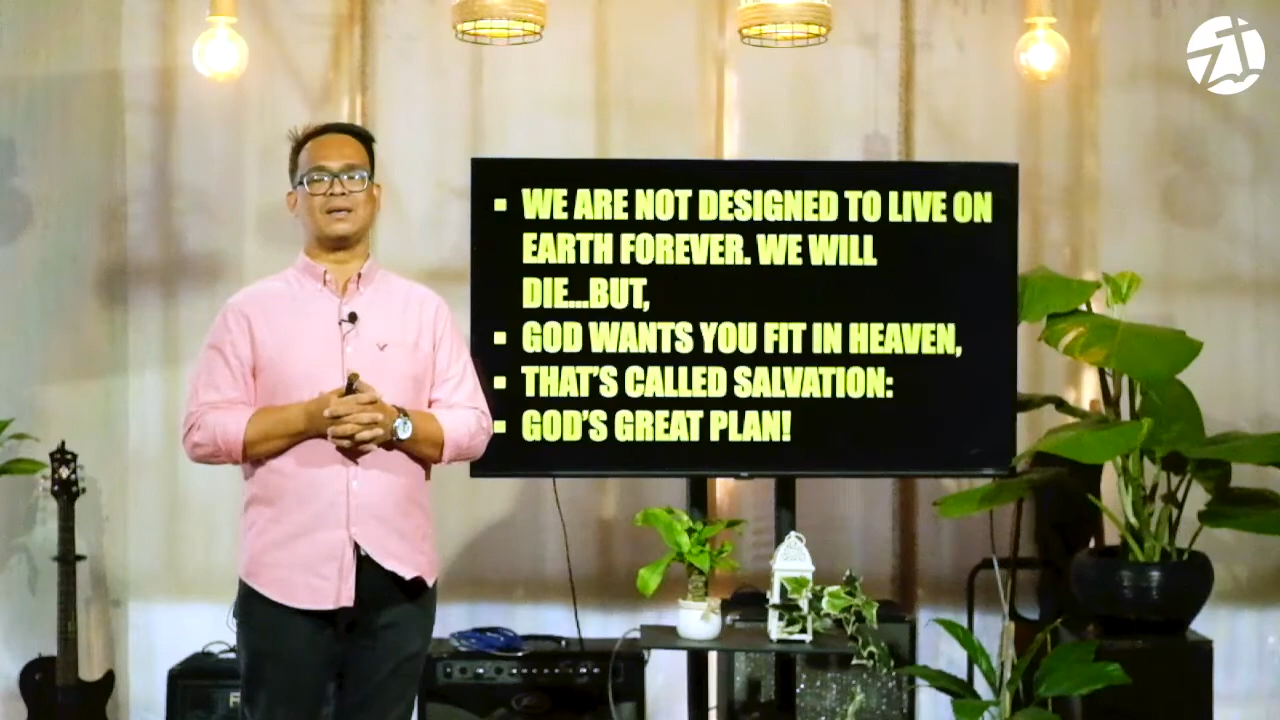 ▪ WE ARE NOT DESIGNED TO LIVE ON
EARTH FOREVER. WE WILL
DIE...BUT,
▪ GOD WANTS YOU FIT IN HEAVEN,
▪ THAT'S CALLED SALVATION:
▪ GOD'S GREAT PLAN!